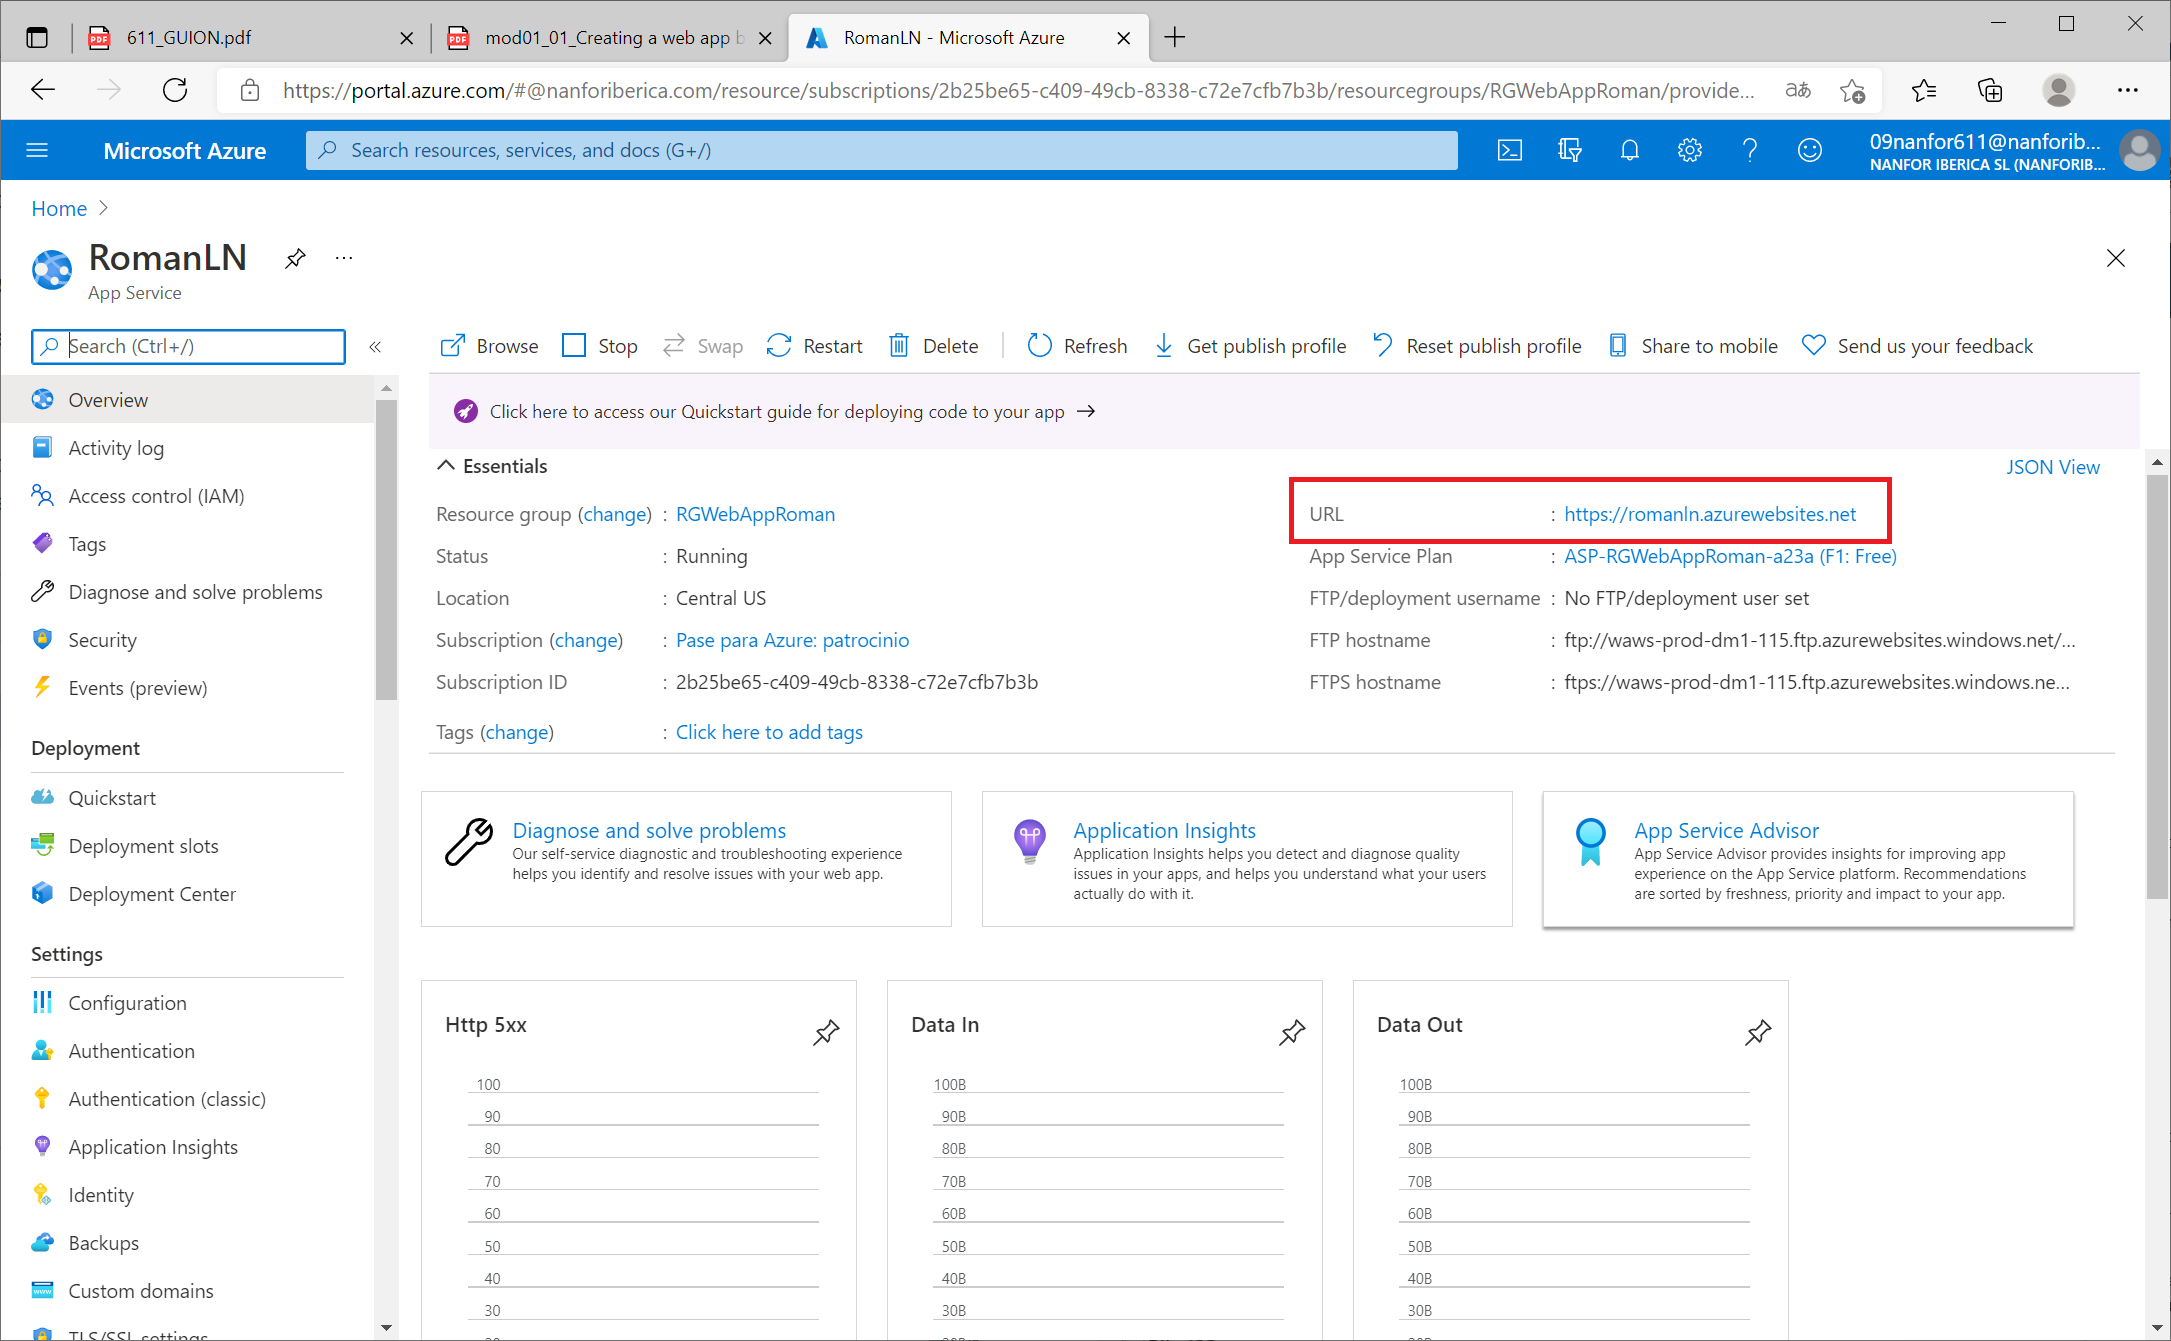 611_GUION.pdf
mod01_01_Creating a web app b
RomanLN - Microsoft Azure
https://portal.azure.com/#@nanforiberica.com/resource/subscriptions/2b25be65-c409-49cb-8338-c72e7cfb7b3b/resourcegroups/RGWebAppRoman/provide...
aあ
Microsoft Azure
Search resources, services, and docs (G+/)
09nanfor611@nanforib...
NANFOR IBERICA SL (NANFORIB...
Home
RomanLN
App Service
Search (Ctrl+/)
Browse
Stop
Swap
Restart
Delete
Refresh
Get publish profile
Reset publish profile
Share to mobile
Send us your feedback
Overview
Activity log
Access control (IAM)
Tags
Diagnose and solve problems
Security
Events (preview)
Deployment
Quickstart
Deployment slots
Deployment Center
Settings
Configuration
Authentication
Authentication (classic)
Application Insights
Identity
Backups
Custom domains
TLS/SSL settings
Click here to access our Quickstart guide for deploying code to your app →
Essentials
JSON View
Resource group (change) : RGWebAppRoman
Status : Running
Location : Central US
Subscription (change) : Pase para Azure: patrocinio
Subscription ID : 2b25be65-c409-49cb-8338-c72e7cfb7b3b
Tags (change) : Click here to add tags
URL : https://romanln.azurewebsites.net
App Service Plan : ASP-RGWebAppRoman-a23a (F1: Free)
FTP/deployment username : No FTP/deployment user set
FTP hostname : ftp://waws-prod-dm1-115.ftp.azurewebsites.windows.net/...
FTPS hostname : ftps://waws-prod-dm1-115.ftp.azurewebsites.windows.ne...
Diagnose and solve problems
Our self-service diagnostic and troubleshooting experience
helps you identify and resolve issues with your web app.
Application Insights
Application Insights helps you detect and diagnose quality
issues in your apps, and helps you understand what your users
actually do with it.
App Service Advisor
App Service Advisor provides insights for improving app
experience on the App Service platform. Recommendations
are sorted by freshness, priority and impact to your app.
Http 5xx
100
90
80
70
60
50
40
30
Data In
100B
90B
80B
70B
60B
50B
40B
30B
Data Out
100B
90B
80B
70B
60B
50B
40B
30B